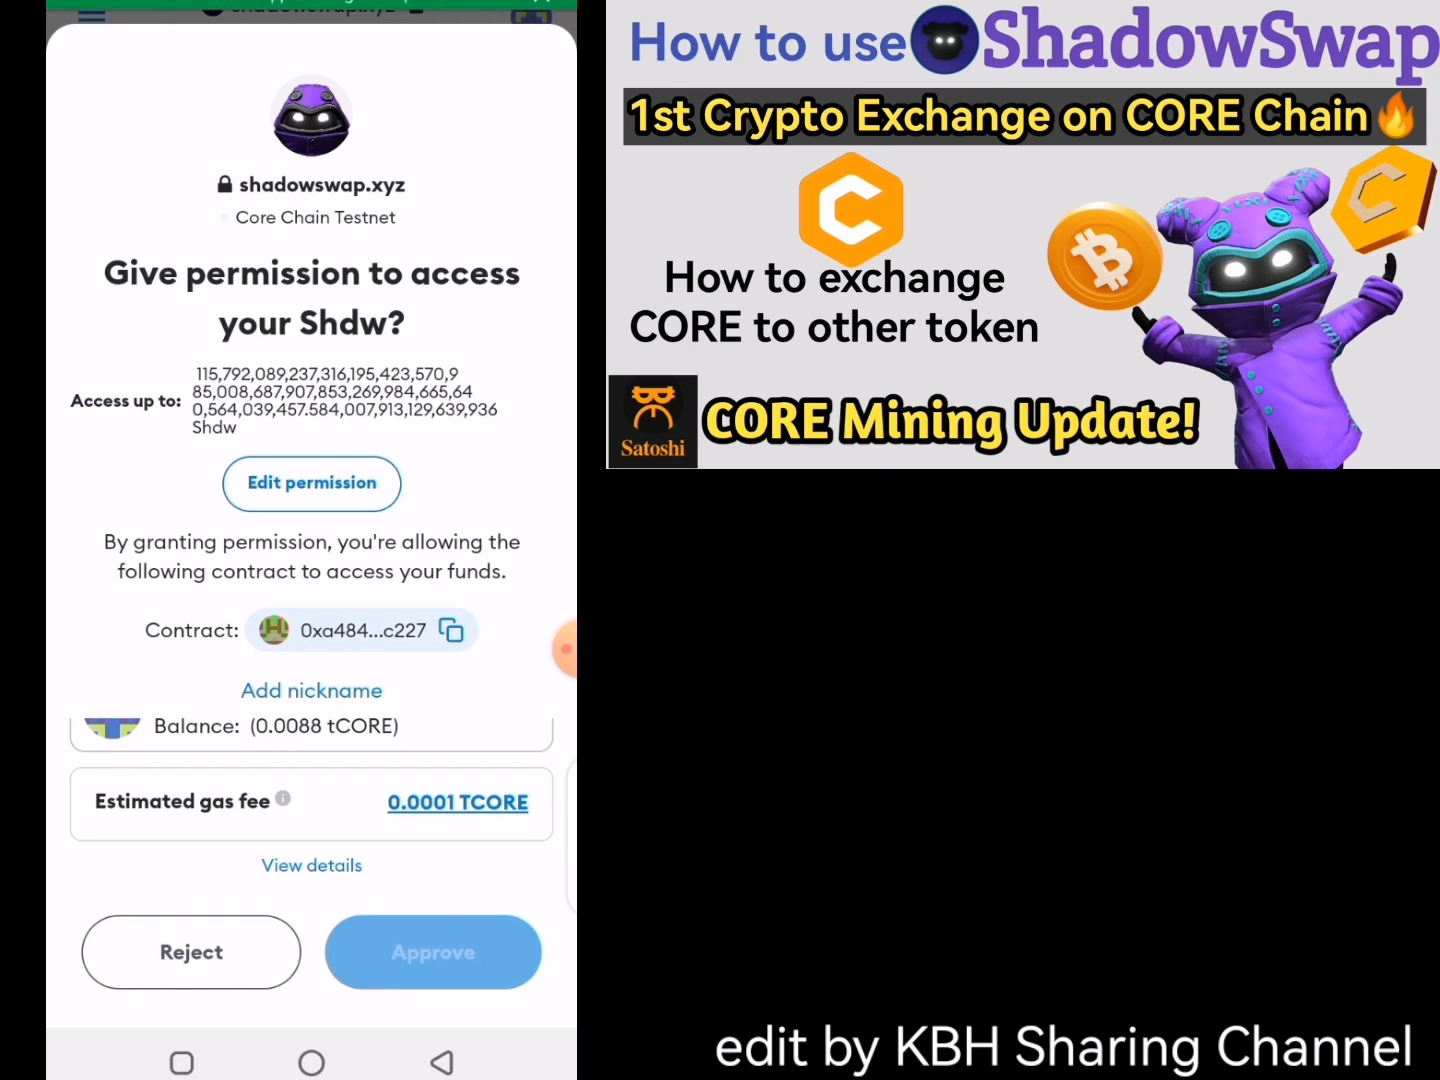 shadowswap.xyz
Core Chain Testnet
Give permission to access
your Shdw?
Access up to:
115,792,089,237,316,195,423,570,9
85,008,687,907,853,269,984,665,64
0,564,039,457.584,007,913,129,639,936
Shdw
Edit permission
By granting permission, you're allowing the
following contract to access your funds.
Contract: 0xa484...c227
Add nickname
Balance: (0.0088 tCORE)
Estimated gas fee
0.0001 TCORE
View details
Reject
Approve
How to use ShadowSwap
1st Crypto Exchange on CORE Chain
How to exchange
CORE to other token
Satoshi
CORE Mining Update!
edit by KBH Sharing Channel